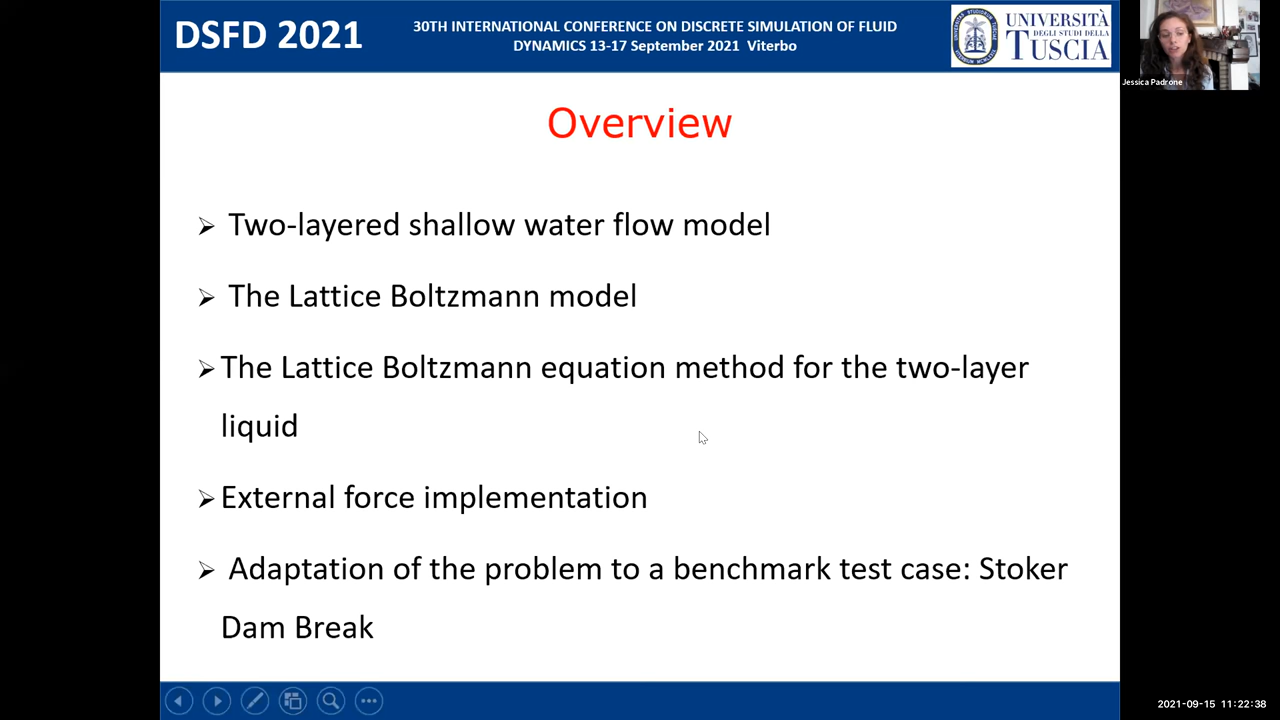 DSFD 2021
30TH INTERNATIONAL CONFERENCE ON DISCRETE SIMULATION OF FLUID
DYNAMICS 13-17 September 2021 Viterbo
UNIVERSITÀ
DEGLI STUDI DELLA
TUSCIA
Jessica Padrone
Overview
Two-layered shallow water flow model
The Lattice Boltzmann model
The Lattice Boltzmann equation method for the two-layer
liquid
External force implementation
Adaptation of the problem to a benchmark test case: Stoker
Dam Break
2021-09-15 11:22:38